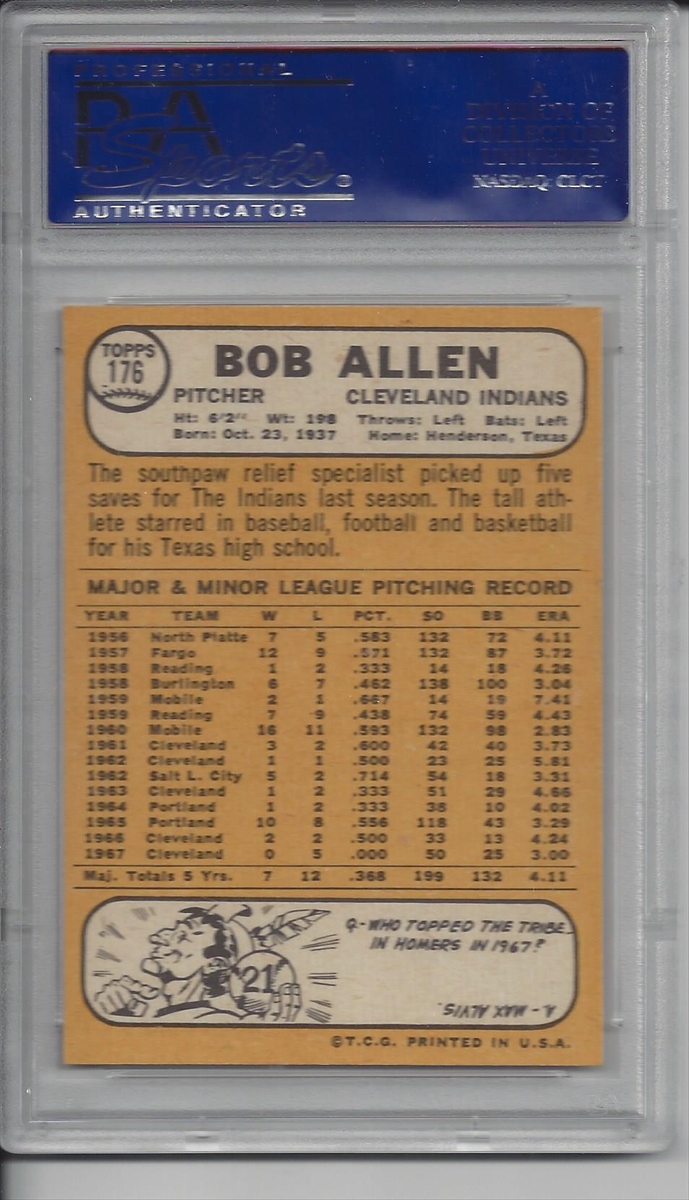 PROFESSIONAL
PSA
Sports®
AUTHENTICATOR
A
DIVISION OF
COLLECTORS
UNIVERSE
NASDAQ: CLCT
TOPPS
176
BOB ALLEN
PITCHER CLEVELAND INDIANS
Ht: 6'2" Wt: 198 Throws: Left Bats: Left
Born: Oct. 23, 1937 Home: Henderson, Texas
The southpaw relief specialist picked up five
saves for The Indians last season. The tall ath-
lete starred in baseball, football and basketball
for his Texas high school.
MAJOR & MINOR LEAGUE PITCHING RECORD
YEAR TEAM W L PCT. SO BB ERA
1956 North Platte 7 5 .583 132 72 4.11
1957 Fargo 12 9 .571 132 87 3.72
1958 Reading 1 2 .333 14 18 4.26
1958 Burlington 6 7 .462 138 100 3.04
1959 Mobile 2 1 .667 14 19 7.41
1959 Reading 7 9 .438 74 59 4.43
1960 Mobile 16 11 .593 132 98 2.83
1961 Cleveland 3 2 .600 42 40 3.73
1962 Cleveland 1 1 .500 23 25 5.81
1962 Salt L. City 5 2 .714 54 18 3.31
1963 Cleveland 1 2 .333 51 29 4.66
1964 Portland 1 2 .333 38 10 4.02
1965 Portland 10 8 .556 118 43 3.29
1966 Cleveland 2 2 .500 33 13 4.24
1967 Cleveland 0 5 .000 50 25 3.00
Maj. Totals 5 Yrs. 7 12 .368 199 132 4.11
21
Q-WHO TOPPED THE TRIBE
IN HOMERS IN 1967?
A-MAX ALVIS.
©T.C.G. PRINTED IN U.S.A.